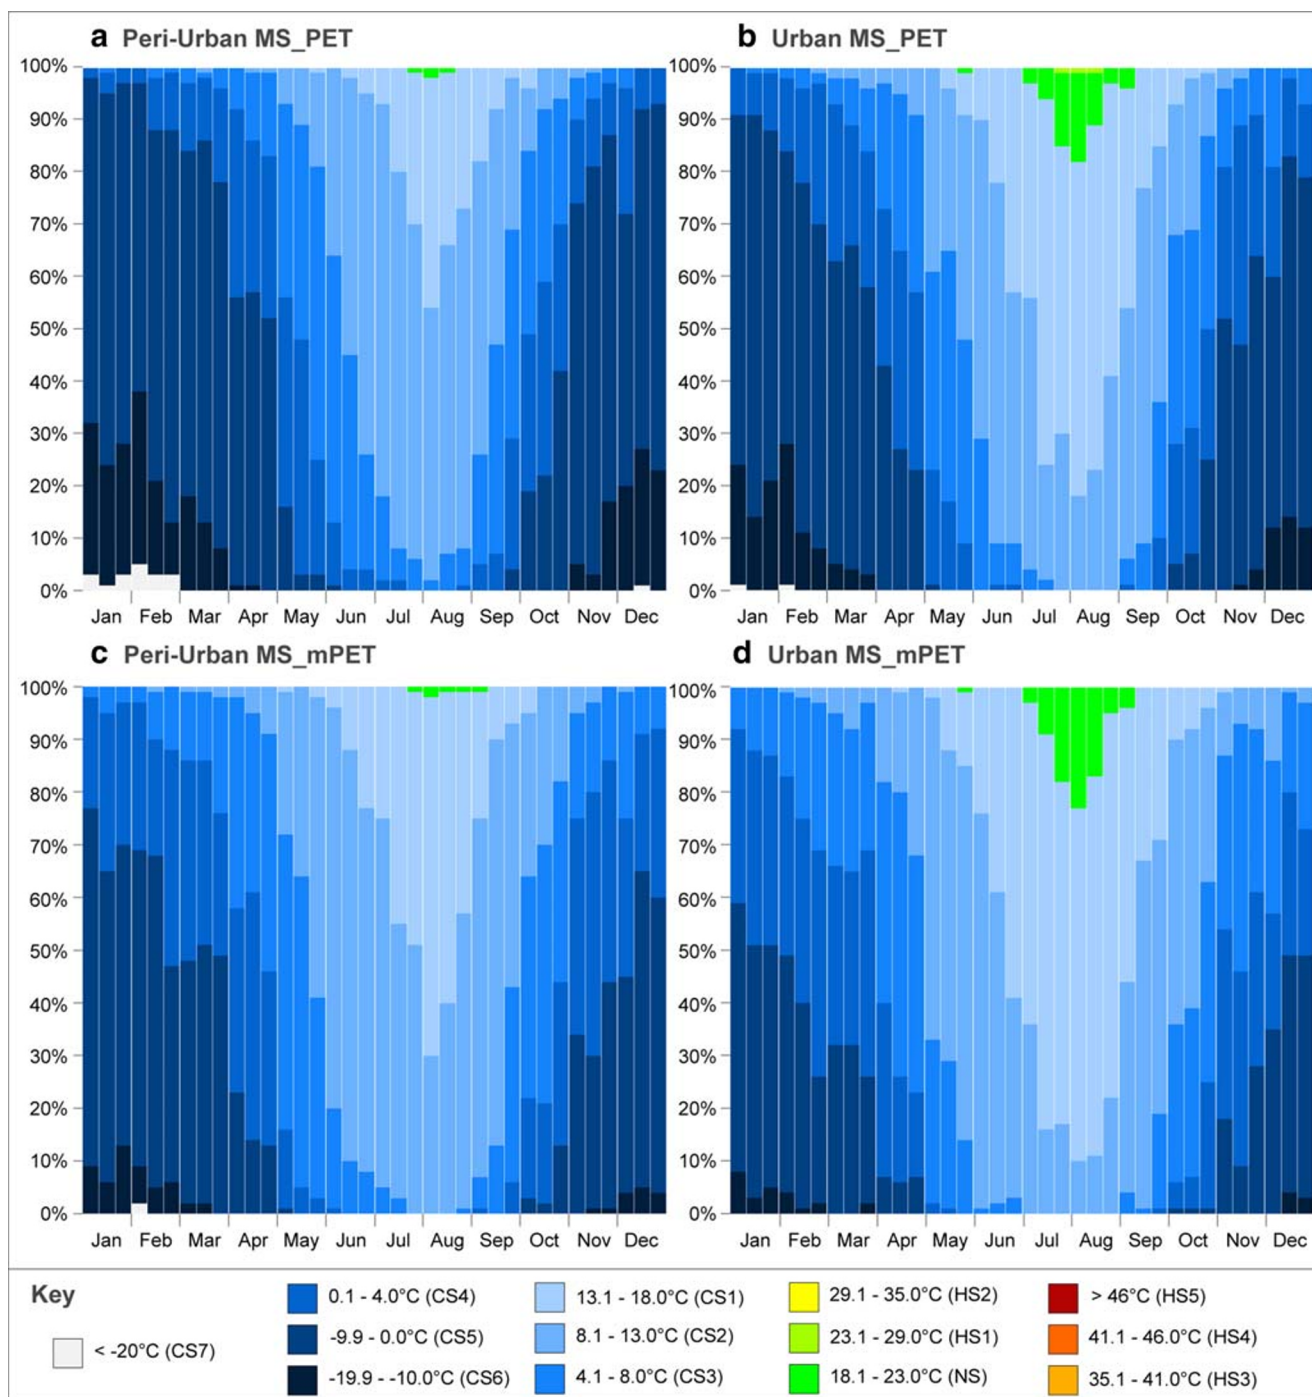 a Peri-Urban MS_PET
b Urban MS_PET
100%
90%
80%
70%
60%
50%
40%
30%
20%
10%
0%
Jan Feb Mar Apr May Jun Jul Aug Sep Oct Nov Dec
100%
90%
80%
70%
60%
50%
40%
30%
20%
10%
0%
Jan Feb Mar Apr May Jun Jul Aug Sep Oct Nov Dec
c Peri-Urban MS_mPET
d Urban MS_mPET
100%
90%
80%
70%
60%
50%
40%
30%
20%
10%
0%
Jan Feb Mar Apr May Jun Jul Aug Sep Oct Nov Dec
100%
90%
80%
70%
60%
50%
40%
30%
20%
10%
0%
Jan Feb Mar Apr May Jun Jul Aug Sep Oct Nov Dec
Key
< -20°C (CS7)
0.1 - 4.0°C (CS4)
-9.9 - 0.0°C (CS5)
-19.9 - -10.0°C (CS6)
13.1 - 18.0°C (CS1)
8.1 - 13.0°C (CS2)
4.1 - 8.0°C (CS3)
29.1 - 35.0°C (HS2)
23.1 - 29.0°C (HS1)
18.1 - 23.0°C (NS)
> 46°C (HS5)
41.1 - 46.0°C (HS4)
35.1 - 41.0°C (HS3)